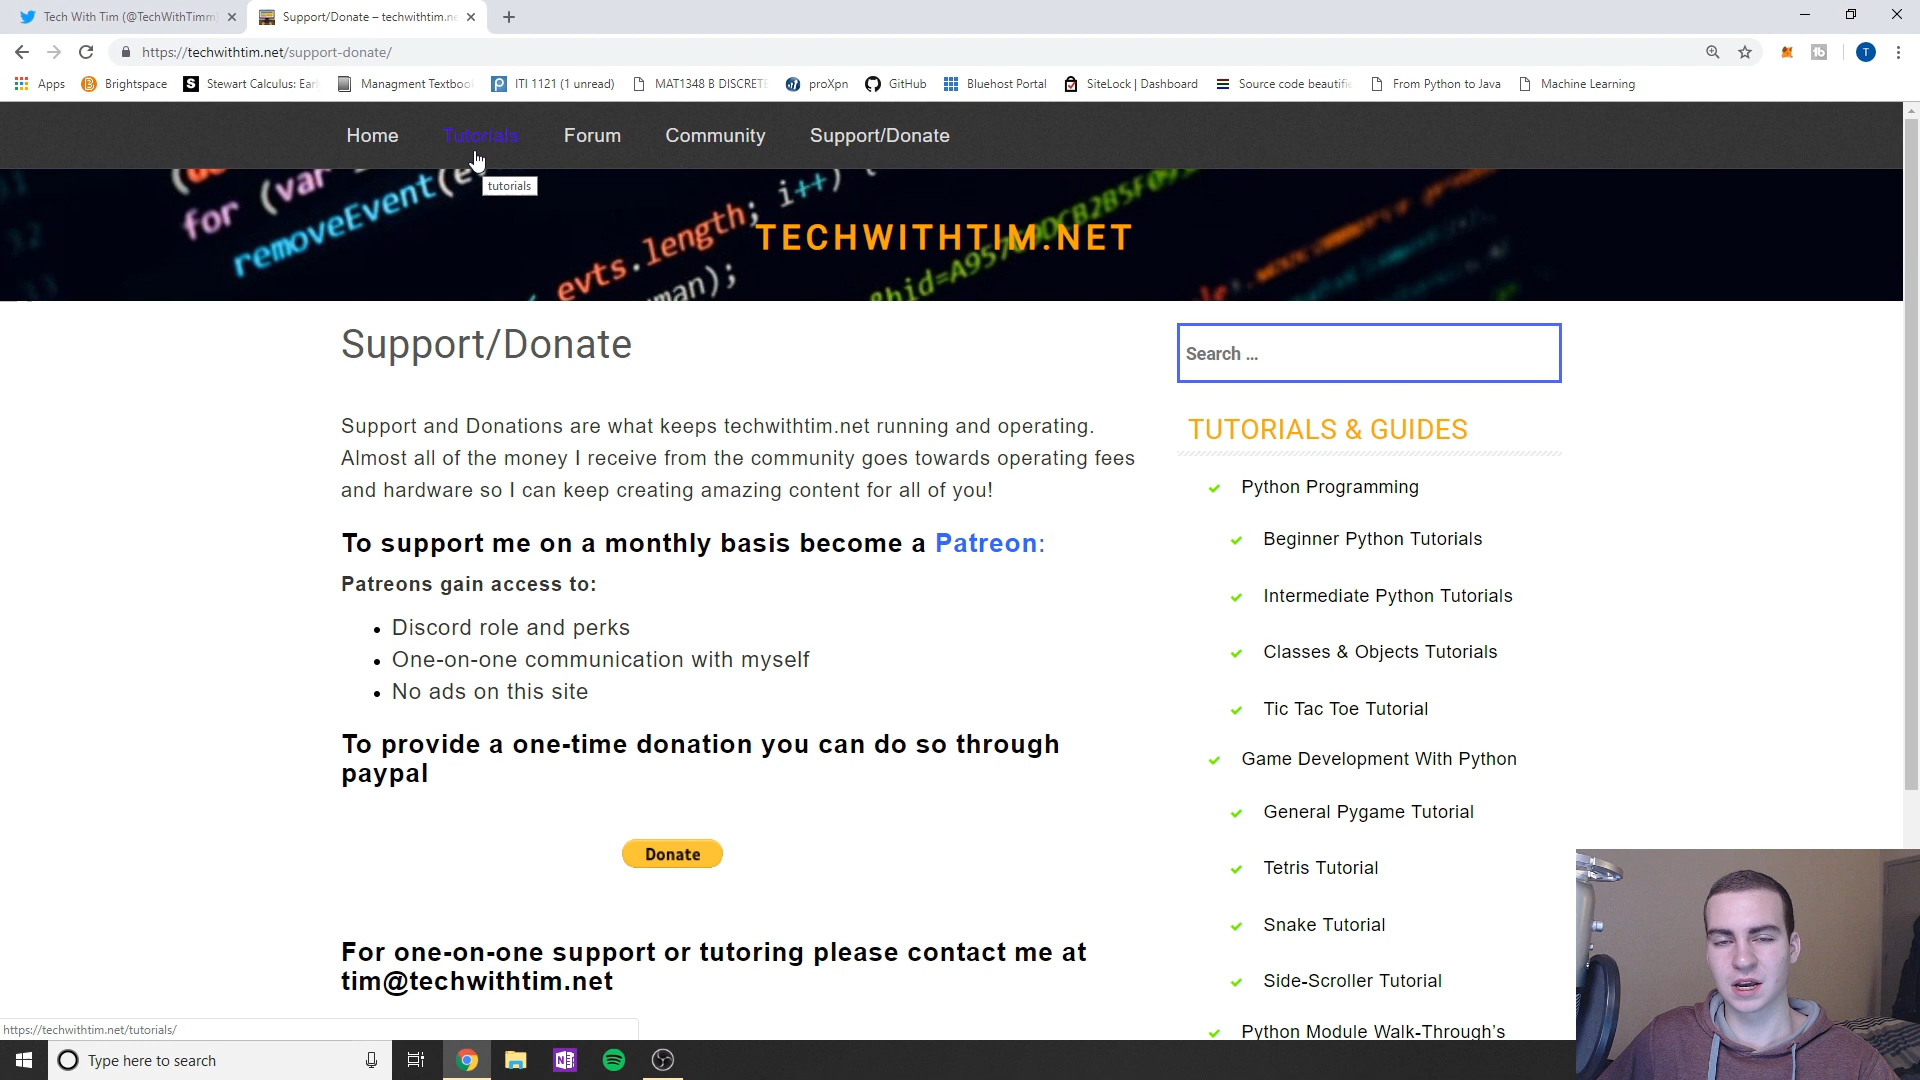 Tech With Tim (@TechWithTimm)
Support/Donate – techwithtim.ne
https://techwithtim.net/support-donate/
T
Apps
Brightspace
Stewart Calculus: Earl
Managment Textboo
ITI 1121 (1 unread)
MAT1348 B DISCRETE
proXpn
GitHub
Bluehost Portal
SiteLock | Dashboard
Source code beautifie
From Python to Java
Machine Learning
Home
Tutorials
Forum
Community
Support/Donate
tutorials
for (var
i++) {
removeEvent(e
evts.length;
TECHWITHTIM.NET
Support/Donate
Search ...
Support and Donations are what keeps techwithtim.net running and operating.
Almost all of the money I receive from the community goes towards operating fees
and hardware so I can keep creating amazing content for all of you!
To support me on a monthly basis become a Patreon:
Patreons gain access to:
• Discord role and perks
• One-on-one communication with myself
• No ads on this site
To provide a one-time donation you can do so through
paypal
Donate
For one-on-one support or tutoring please contact me at
tim@techwithtim.net
TUTORIALS & GUIDES
Python Programming
Beginner Python Tutorials
Intermediate Python Tutorials
Classes & Objects Tutorials
Tic Tac Toe Tutorial
Game Development With Python
General Pygame Tutorial
Tetris Tutorial
Snake Tutorial
Side-Scroller Tutorial
Python Module Walk-Through's
https://techwithtim.net/tutorials/
Type here to search